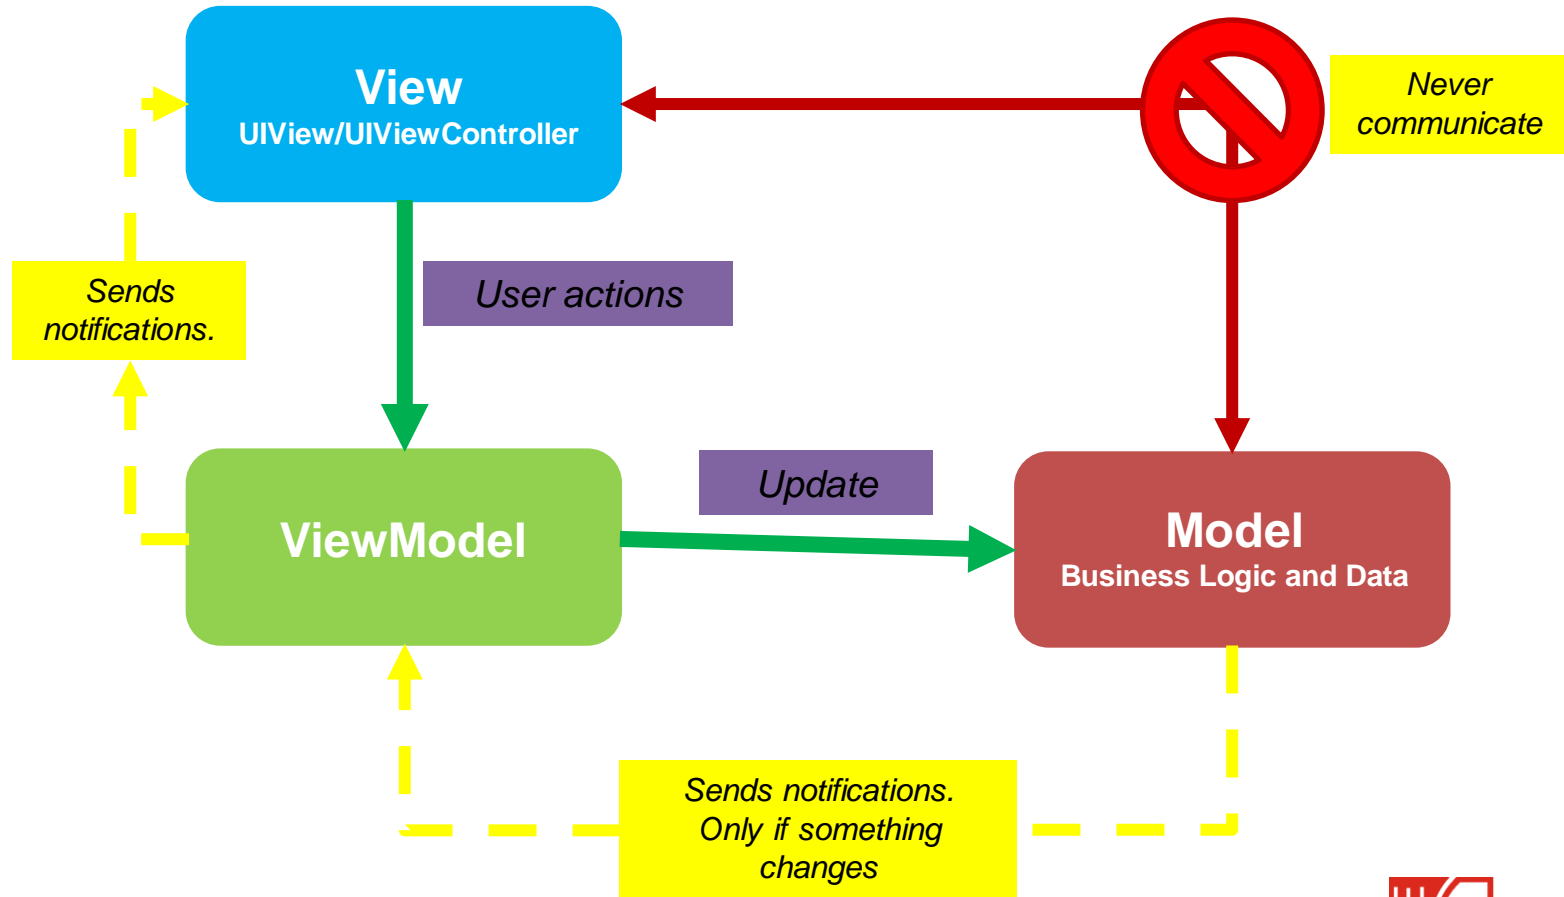 View
UIView/UIViewController
Never
communicate
Sends
notifications.
User actions
Update
ViewModel
Model
Business Logic and Data
Sends notifications.
Only if something
changes